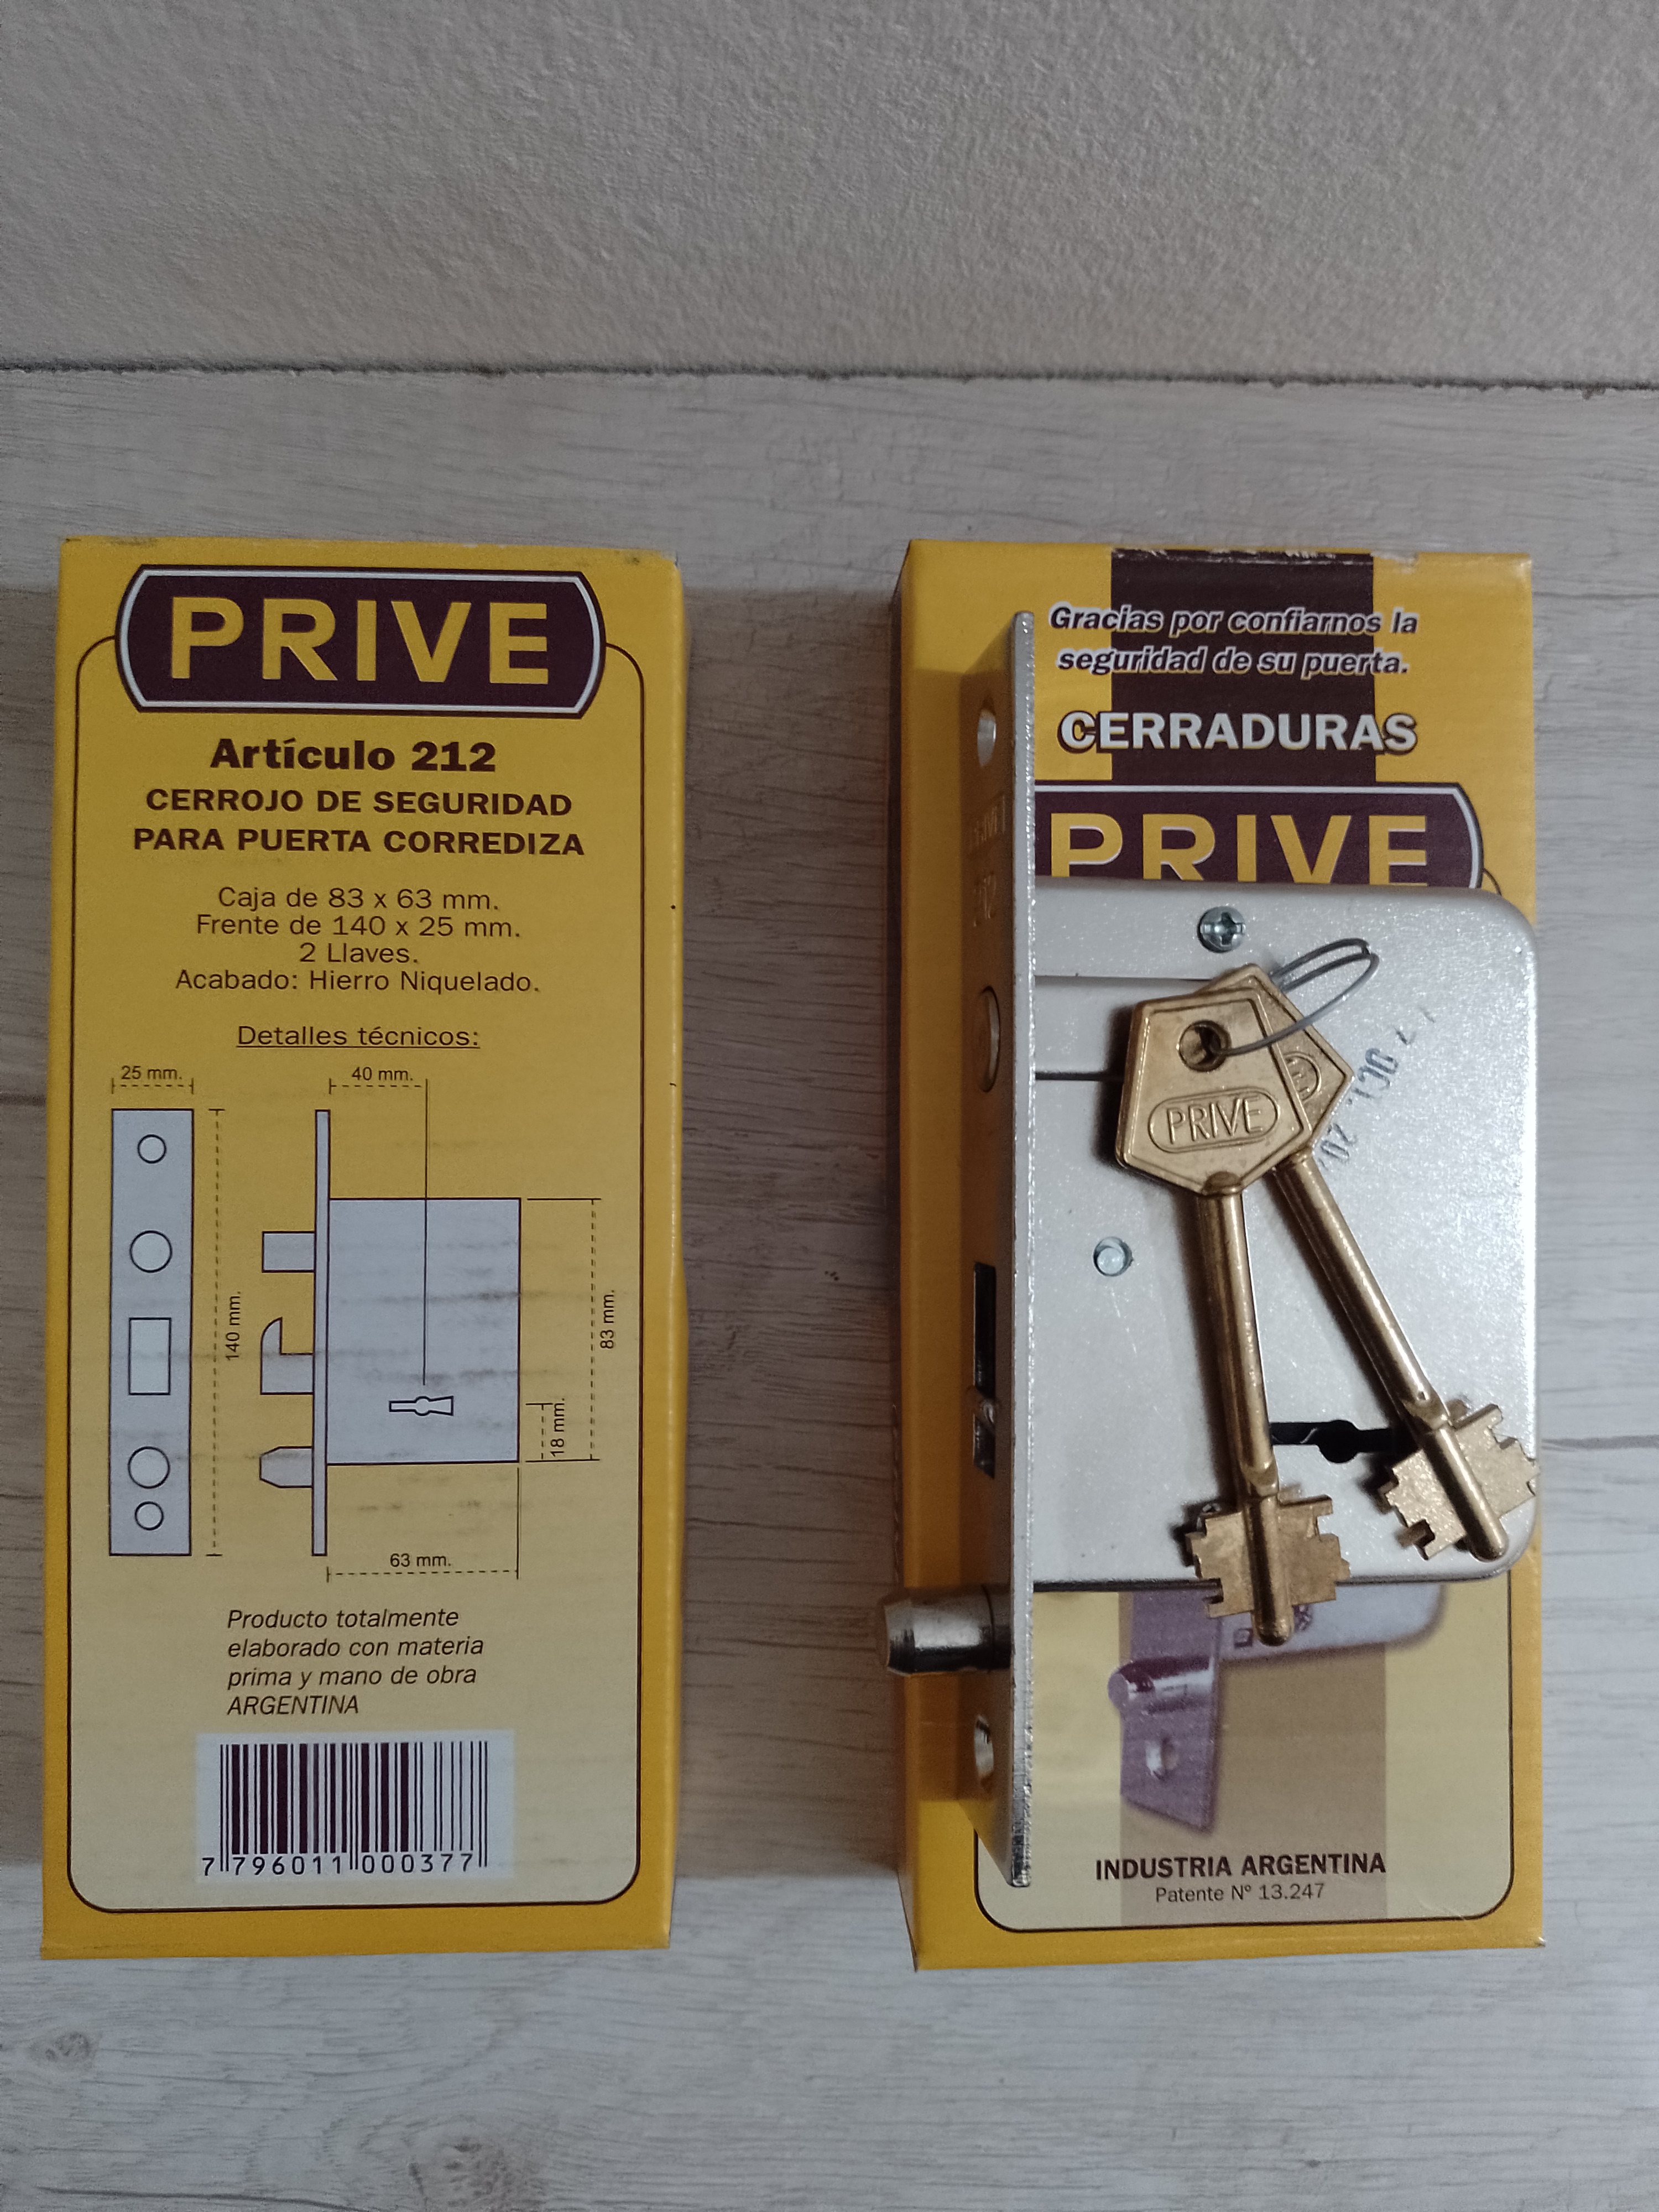 PRIVE
Artículo 212
CERROJO DE SEGURIDAD
PARA PUERTA CORREDIZA
Caja de 83 x 63 mm.
Frente de 140 x 25 mm.
2 Llaves.
Acabado: Hierro Niquelado.
Detalles técnicos:
25 mm.
40 mm.
140 mm.
83 mm.
18 mm.
63 mm.
Producto totalmente
elaborado con materia
prima y mano de obra
ARGENTINA
7 796011 000377
Gracias por confiarnos la
seguridad de su puerta.
CERRADURAS
PRIVE
PRIVE
212
PRIVE
INDUSTRIA ARGENTINA
Patente Nº 13.247